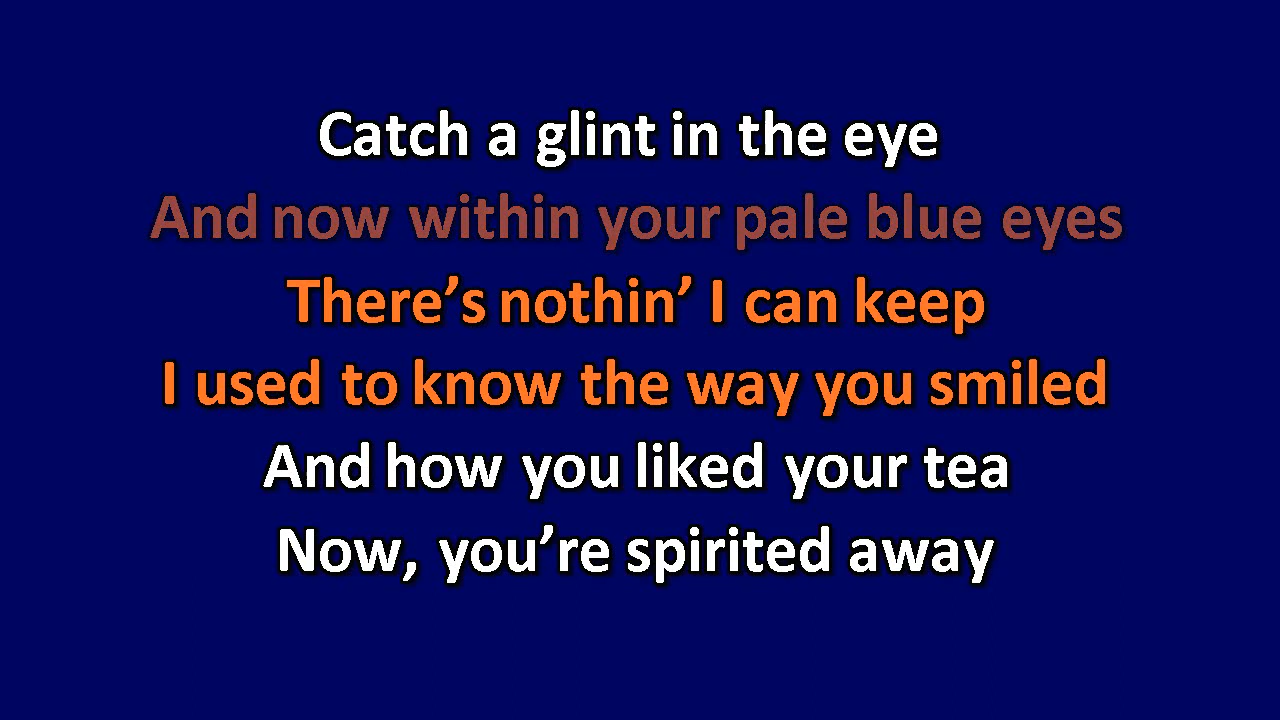 Catch a glint in the eye
And now within your pale blue eyes
There’s nothin’ I can keep
I used to know the way you smiled
And how you liked your tea
Now, you’re spirited away